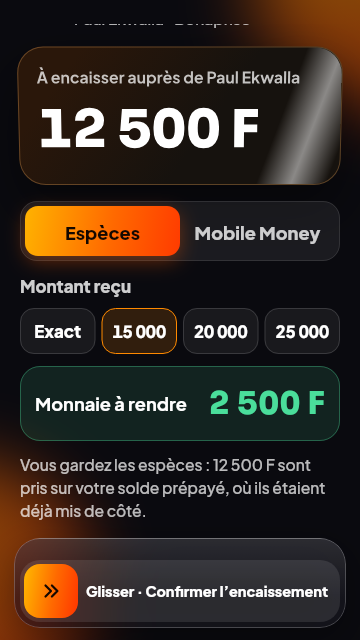 À encaisser auprès de Paul Ekwalla
12 500 F
Espèces
Mobile Money
Montant reçu
Exact
15 000
20 000
25 000
Monnaie à rendre
2 500 F
Vous gardez les espèces : 12 500 F sont
pris sur votre solde prépayé, où ils étaient
déjà mis de côté.
Glisser · Confirmer l’encaissement